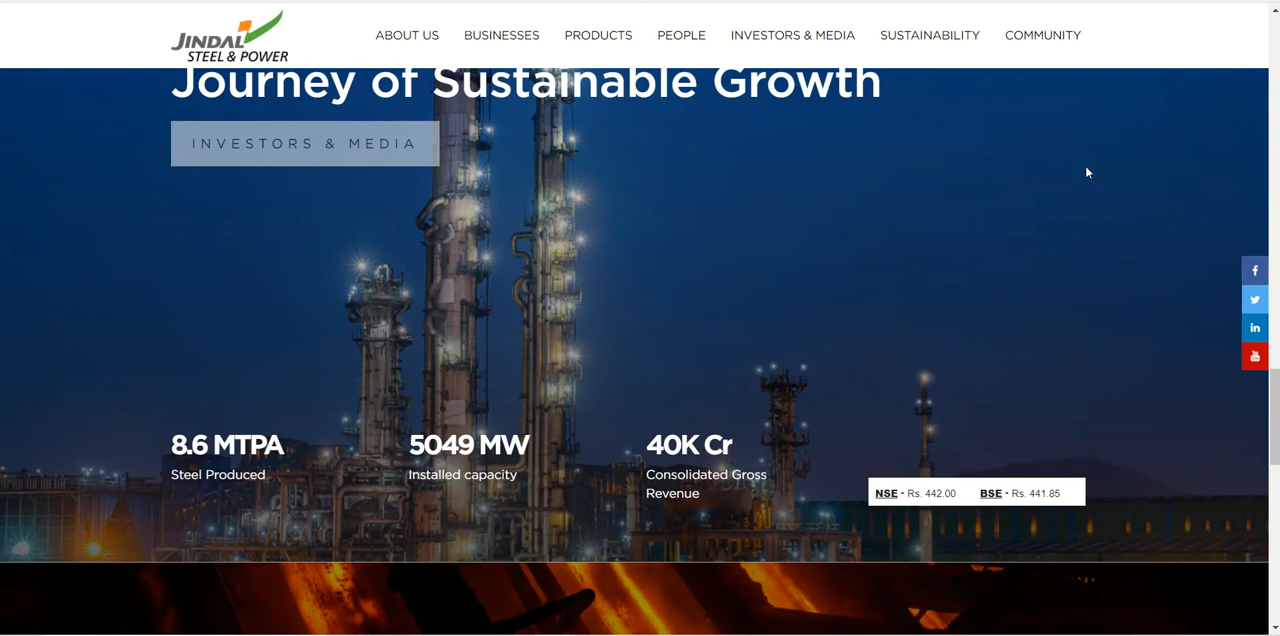 JINDAL
STEEL & POWER
ABOUT US BUSINESSES PRODUCTS PEOPLE INVESTORS & MEDIA SUSTAINABILITY COMMUNITY
Journey of Sustainable Growth
INVESTORS & MEDIA
8.6 MTPA
Steel Produced
5049 MW
Installed capacity
40K Cr
Consolidated Gross
Revenue
NSE - Rs. 442.00 BSE - Rs. 441.85